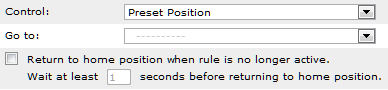 Control: Preset Position
Go to: ----------
Return to home position when rule is no longer active.
Wait at least 1 seconds before returning to home position.